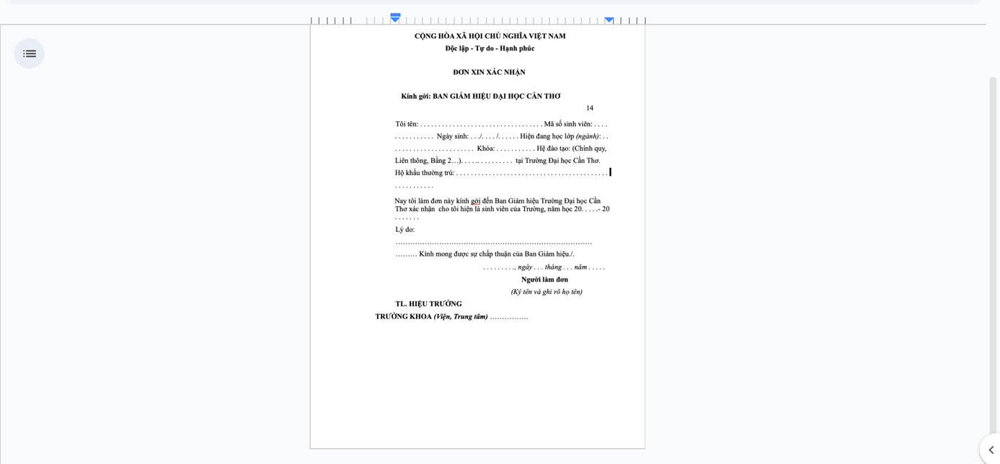 CỘNG HÒA XÃ HỘI CHỦ NGHĨA VIỆT NAM
Độc lập - Tự do - Hạnh phúc
ĐƠN XIN XÁC NHẬN
Kính gởi: BAN GIÁM HIỆU ĐẠI HỌC CẦN THƠ
14
Tôi tên: . . . . . . . . . . . . . . . . . . . . . . . . . . . . . . . . . . Mã số sinh viên: . . . .
. . . . . . . . . . . Ngày sinh: . . ./. . . . /. . . . . . Hiện đang học lớp (ngành): . .
. . . . . . . . . . . . . . . . . . . . . . Khóa: . . . . . . . . . . . Hệ đào tạo: (Chính quy,
Liên thông, Bằng 2…). . . . .. . . . . . . . . . tại Trường Đại học Cần Thơ.
Hộ khẩu thường trú: . . . . . . . . . . . . . . . . . . . . . . . . . . . . . . . . . . . . . . . . . .
. . . . . . . . . . .
Nay tôi làm đơn này kính gởi đến Ban Giám hiệu Trường Đại học Cần
Thơ xác nhận cho tôi hiện là sinh viên của Trường, năm học 20. . . . .- 20
. . . . . . .
Lý do:
…………………………………………………………………………
……… Kính mong được sự chấp thuận của Ban Giám hiệu./.
. . . . . . . . ., ngày . . . tháng . . . năm . . . . .
Người làm đơn
(Ký tên và ghi rõ họ tên)
TL. HIỆU TRƯỞNG
TRƯỞNG KHOA (Viện, Trung tâm) …………….